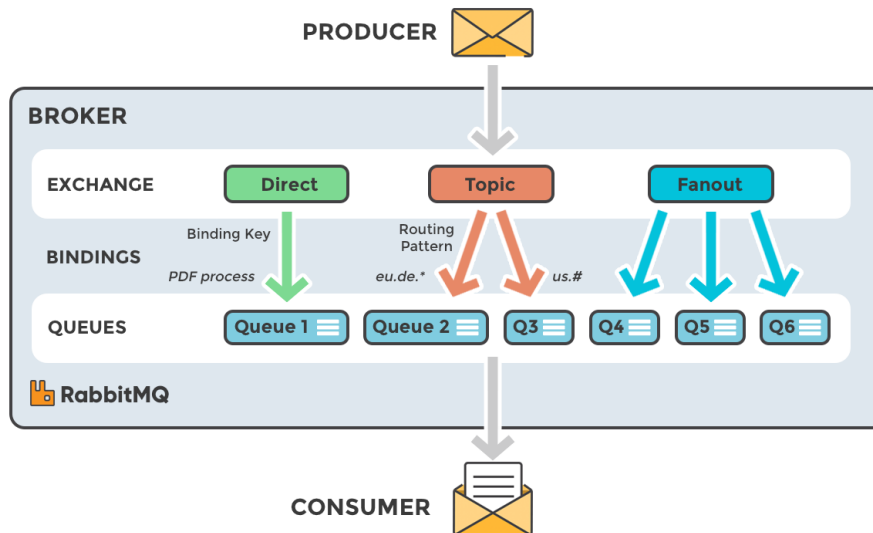 PRODUCER
BROKER
EXCHANGE
Direct
Topic
Fanout
BINDINGS
Binding Key
PDF process
Routing
Pattern
eu.de.*
us.#
QUEUES
Queue 1
Queue 2
Q3
Q4
Q5
Q6
RabbitMQ
CONSUMER